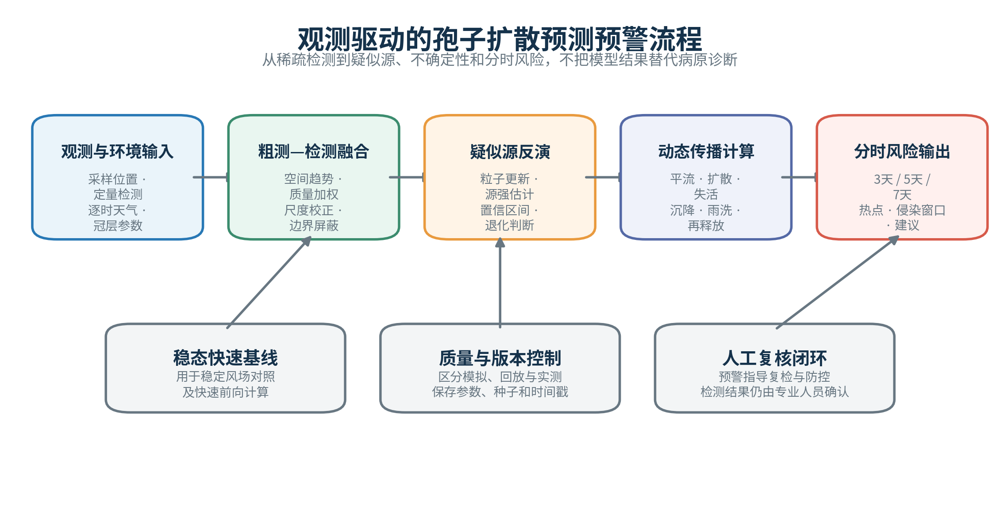 观测驱动的孢子扩散预测预警流程
从稀疏检测到疑似源、不确定性和分时风险，不把模型结果替代病原诊断
观测与环境输入
采样位置 ·
定量检测
逐时天气 ·
冠层参数
粗测—检测融合
空间趋势 ·
质量加权
尺度校正 ·
边界屏蔽
疑似源反演
粒子更新 ·
源强估计
置信区间 ·
退化判断
动态传播计算
平流 · 扩散 ·
失活
沉降 · 雨洗 ·
再释放
分时风险输出
3天 / 5天 /
7天
热点 · 侵染窗口
· 建议
稳态快速基线
用于稳定风场对照
及快速前向计算
质量与版本控制
区分模拟、回放与实测
保存参数、种子和时间戳
人工复核闭环
预警指导复检与防控
检测结果仍由专业人员确认